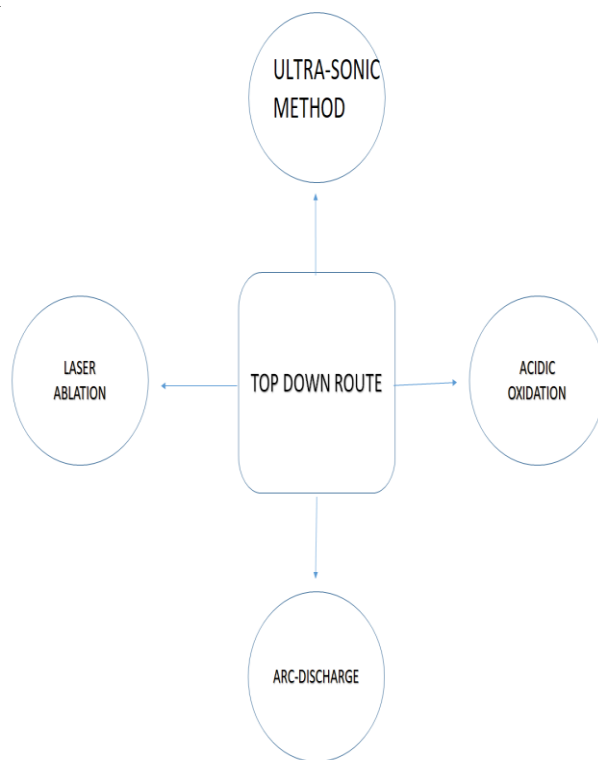 ULTRA-SONIC
METHOD
LASER
ABLATION
TOP DOWN ROUTE
ACIDIC
OXIDATION
ARC-DISCHARGE